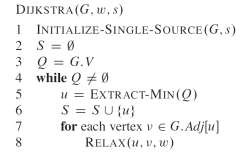 DIJKSTRA(G, w, s)
1 INITIALIZE-SINGLE-SOURCE(G, s)
2 S = ∅
3 Q = G.V
4 while Q ≠ ∅
5 u = EXTRACT-MIN(Q)
6 S = S ∪ {u}
7 for each vertex v ∈ G.Adj[u]
8 RELAX(u, v, w)